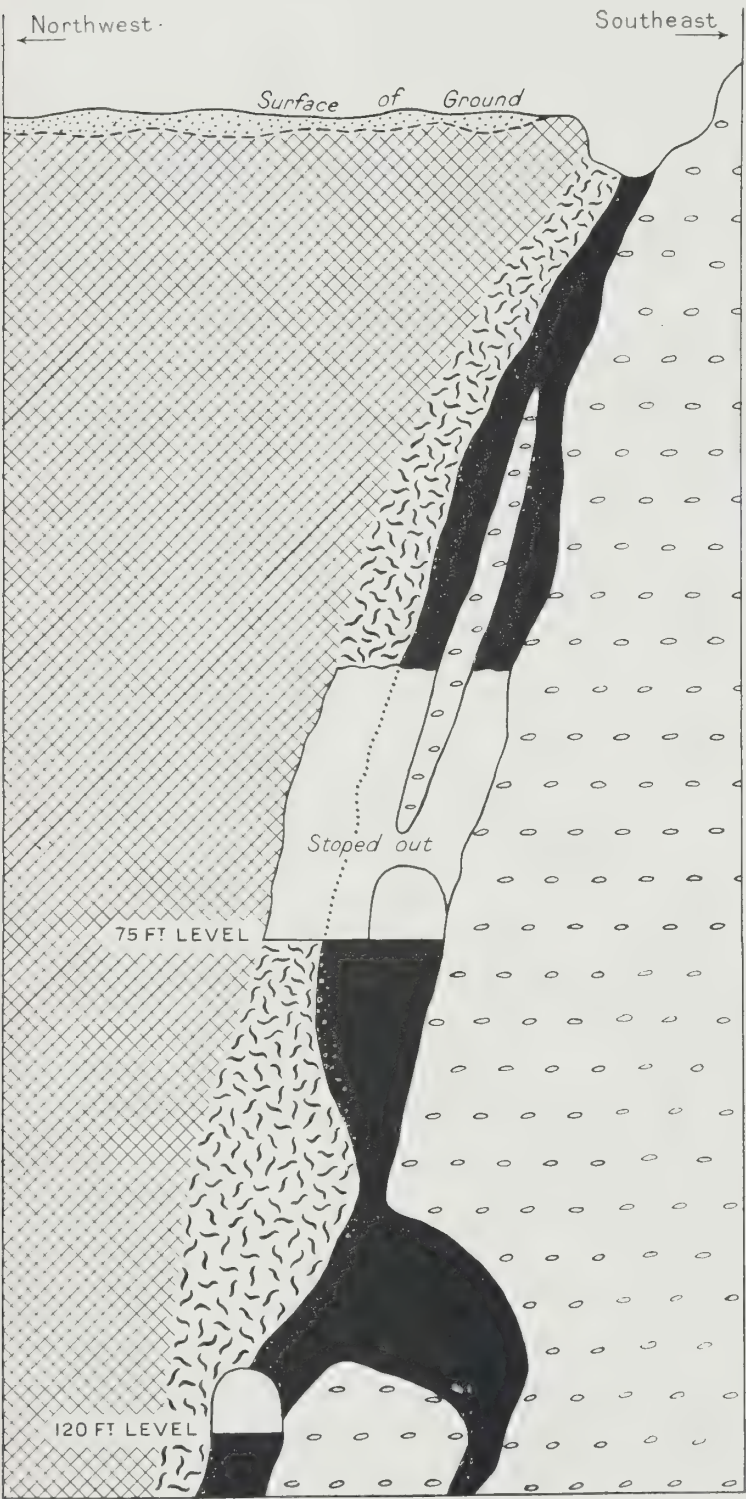 Northwest
Southeast
Surface of Ground
Stoped out
75 FT LEVEL
120 FT LEVEL